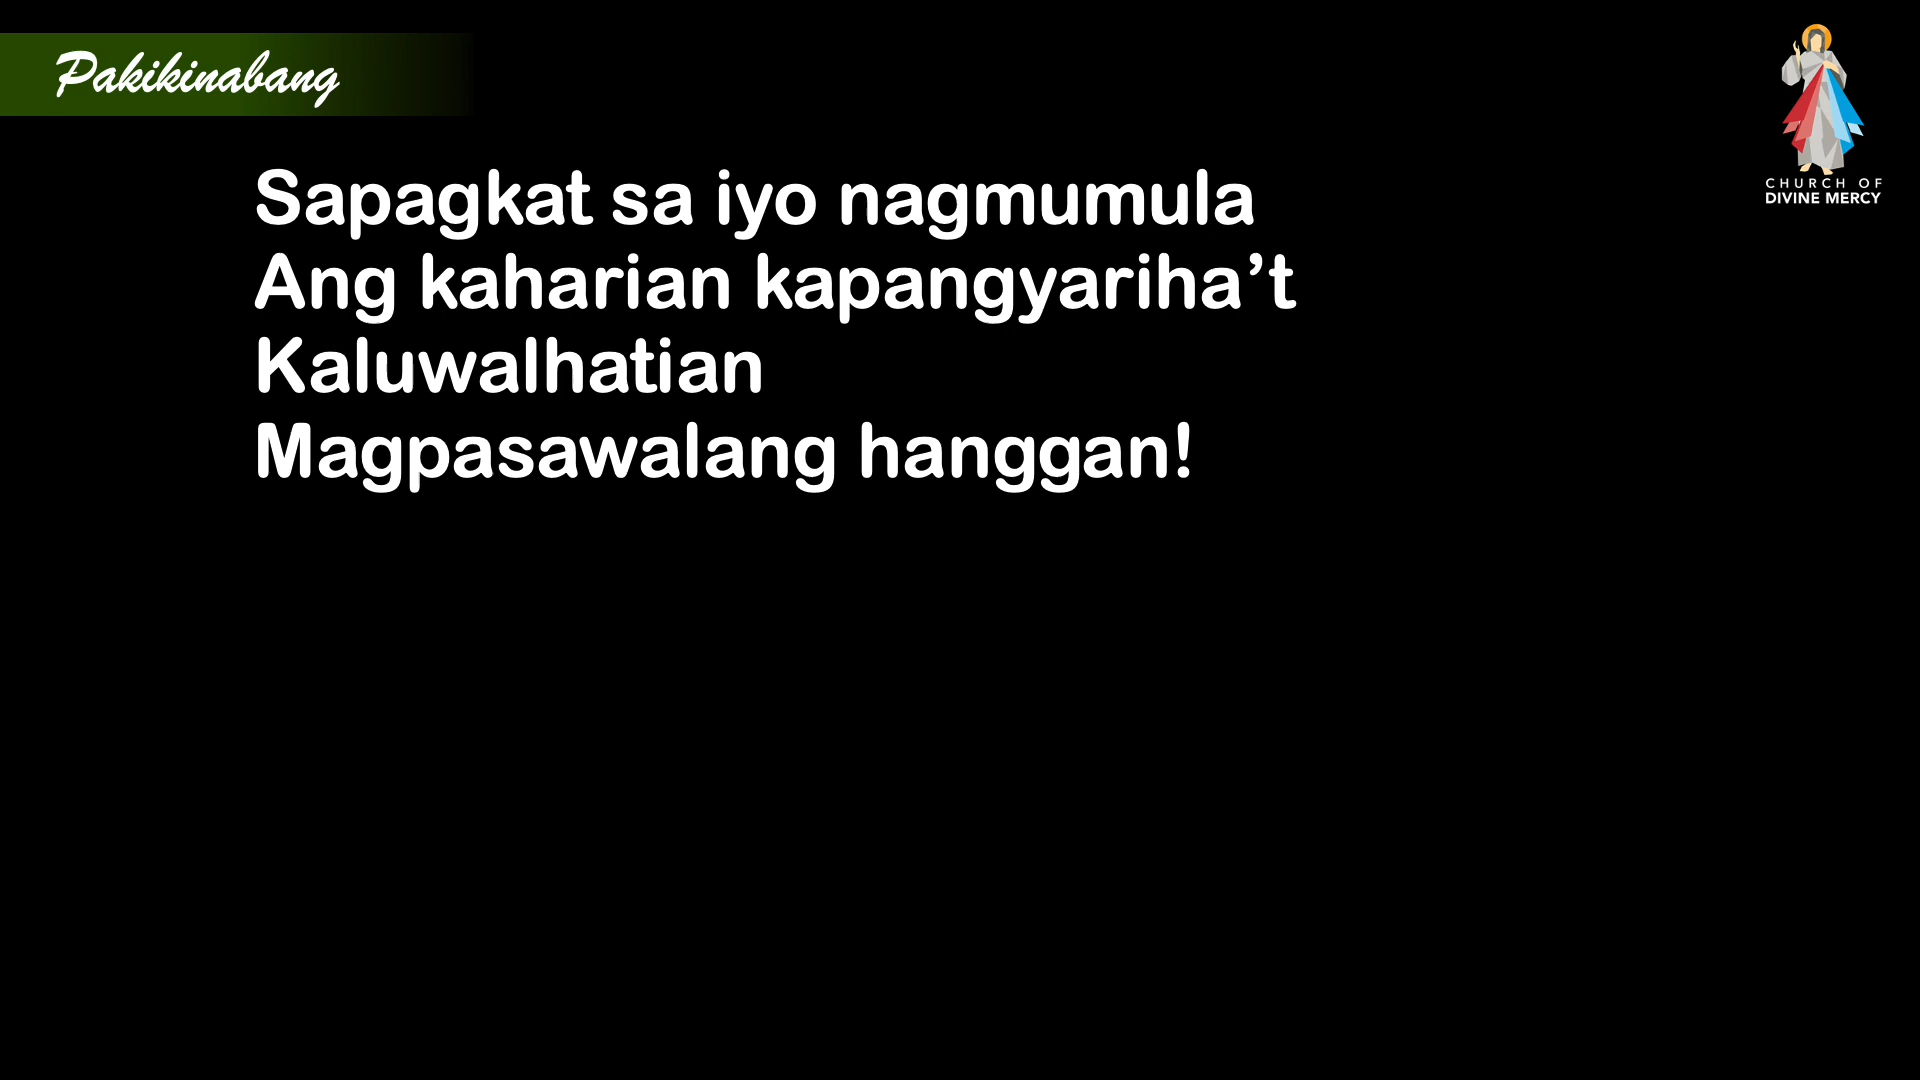 Pakikinabang
CHURCH OF
DIVINE MERCY
Sapagkat sa iyo nagmumula
Ang kaharian kapangyariha’t
Kaluwalhatian
Magpasawalang hanggan!